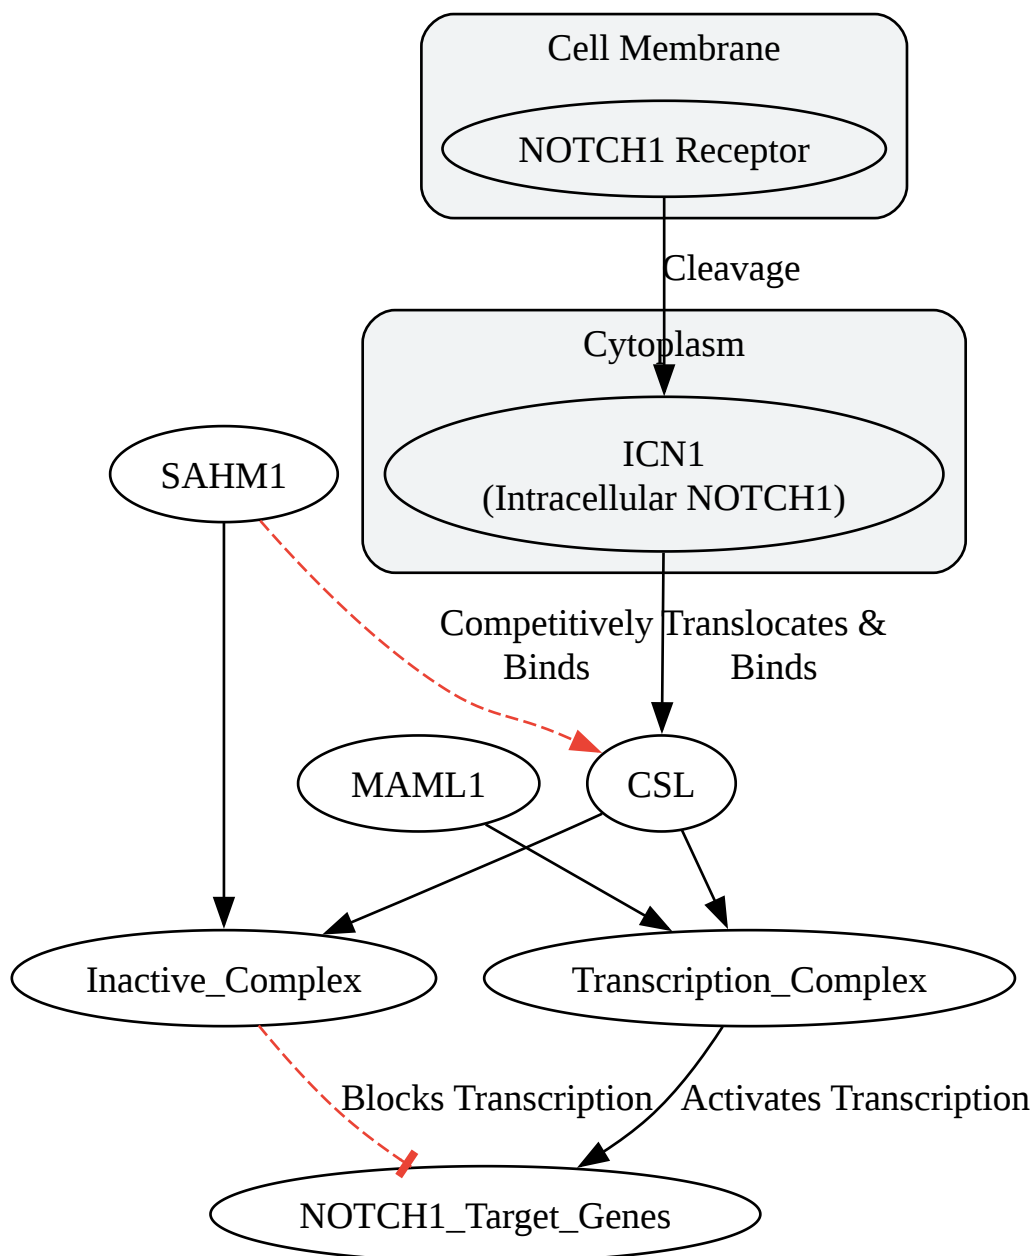 Cell Membrane
NOTCH1 Receptor
Cleavage
Cytoplasm
ICN1
(Intracellular NOTCH1)
SAHM1
Competitively
Binds
Translocates &
Binds
MAML1
CSL
Inactive_Complex
Transcription_Complex
Blocks Transcription
Activates Transcription
NOTCH1_Target_Genes